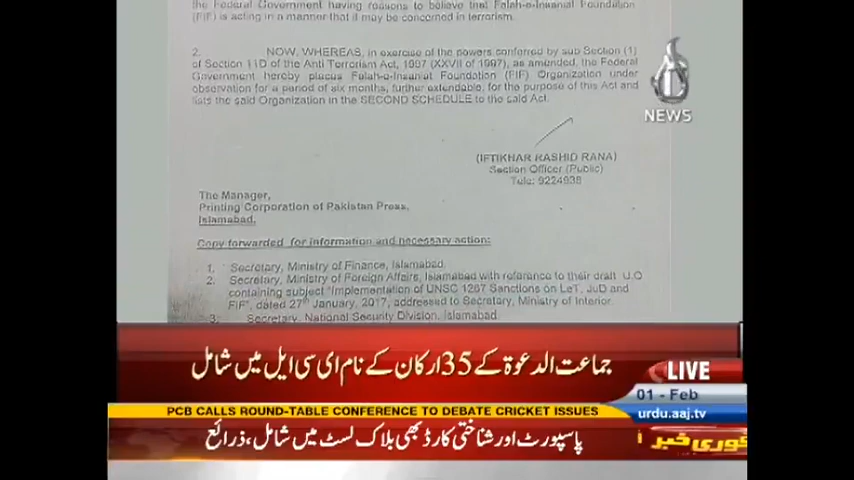 the Federal Government having reasons to believe that Falah-e-Insaniat Foundation
(FIF) is acting in a manner that it may be concerned in terrorism.
2. NOW, WHEREAS, in exercise of the powers conferred by sub Section (1)
of Section 11D of the Anti Terrorism Act, 1997 (XXVII of 1997), as amended, the Federal
Government hereby places Falah-e-Insaniat Foundation (FIF) Organization under
observation for a period of six months, further extendable, for the purpose of this Act and
lists the said Organization in the SECOND SCHEDULE to the said Act.
NEWS
(IFTIKHAR RASHID RANA)
Section Officer (Public)
Tele: 9224938
The Manager,
Printing Corporation of Pakistan Press,
Islamabad.
Copy forwarded for information and necessary action:
1. Secretary, Ministry of Finance, Islamabad.
2. Secretary, Ministry of Foreign Affairs, Islamabad with reference to their draft U.O
containing subject "Implementation of UNSC 1267 Sanctions on LeT, JuD and
FIF", dated 27th January, 2017, addressed to Secretary, Ministry of Interior.
3. Secretary, National Security Division, Islamabad.
جماعت الدعوۃ کے 35 ارکان کے نام ای سی ایل میں شامل
LIVE
01 - Feb
PCB CALLS ROUND-TABLE CONFERENCE TO DEBATE CRICKET ISSUES
urdu.aaj.tv
پاسپورٹ اور شناختی کارڈ بھی بلاک لسٹ میں شامل، ذرائع
فوری خبر